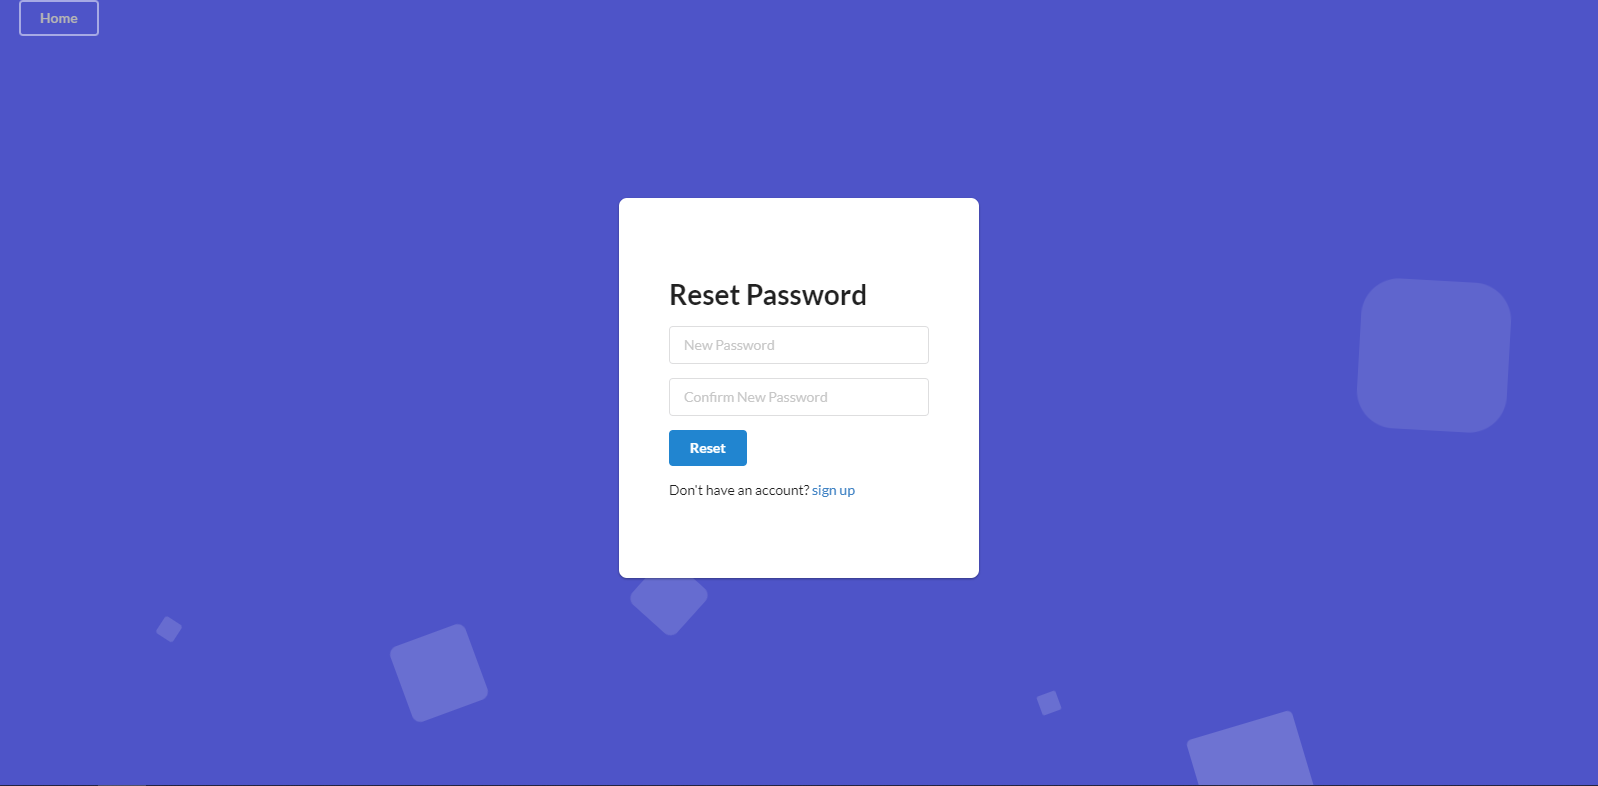 Home
Reset Password
New Password
Confirm New Password
Reset
Don't have an account? sign up